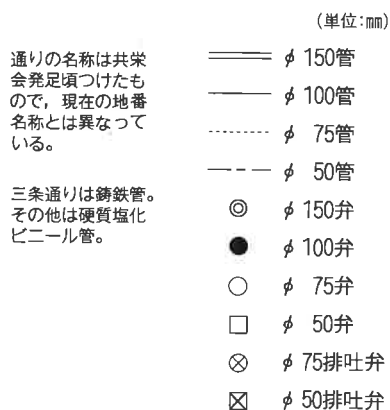 (単位:㎜)
通りの名称は共栄
会発足頃つけたも
ので，現在の地番
名称とは異なって
いる。
三条通りは鋳鉄管。
その他は硬質塩化
ビニール管。
φ 150管
φ 100管
φ 75管
φ 50管
φ 150弁
φ 100弁
φ 75弁
φ 50弁
φ 75排吐弁
φ 50排吐弁